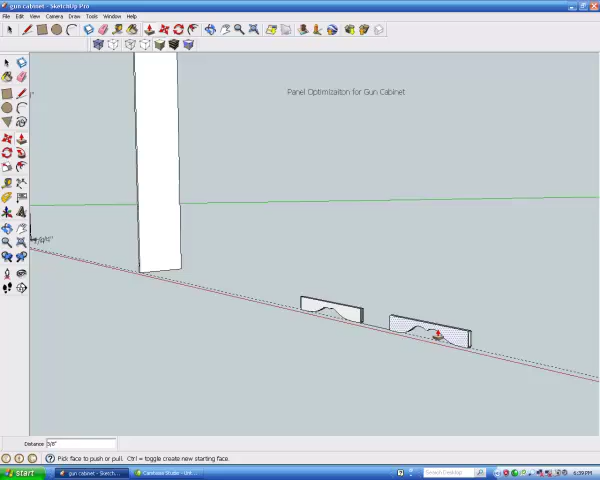 gun cabinet - SketchUp Pro
File Edit View Camera Draw Tools Window Help
Panel Optimizaiton for Gun Cabinet
Distance 5/8"
Pick face to push or pull. Ctrl = toggle create new starting face.
start
gun cabinet - Sketch...
Camtasia Studio - Unt...
Search Desktop
6:39 PM